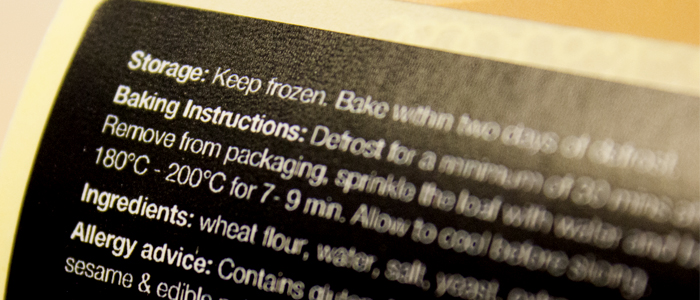 Storage: Keep frozen. Bake within two days of defrost.
Baking Instructions: Defrost for a minimum of 30 mins
Remove from packaging, sprinkle the loaf with water and
180°C - 200°C for 7- 9 min. Allow to cool before
Ingredients: wheat flour, water, salt, yeast,
Allergy advice: Contains
sesame & edible